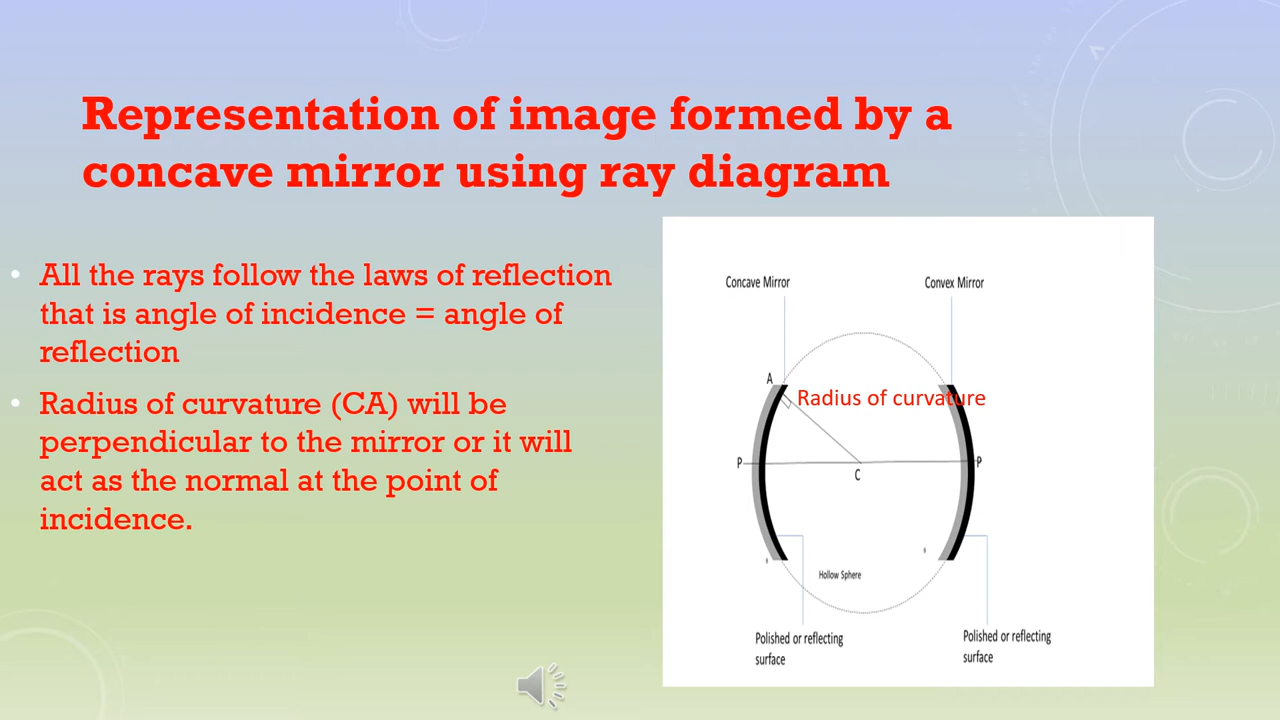 Representation of image formed by a
concave mirror using ray diagram
• All the rays follow the laws of reflection
that is angle of incidence = angle of
reflection
• Radius of curvature (CA) will be
perpendicular to the mirror or it will
act as the normal at the point of
incidence.
Concave Mirror
Convex Mirror
A
Radius of curvature
P
C
P
Hollow Sphere
Polished or reflecting
surface
Polished or reflecting
surface